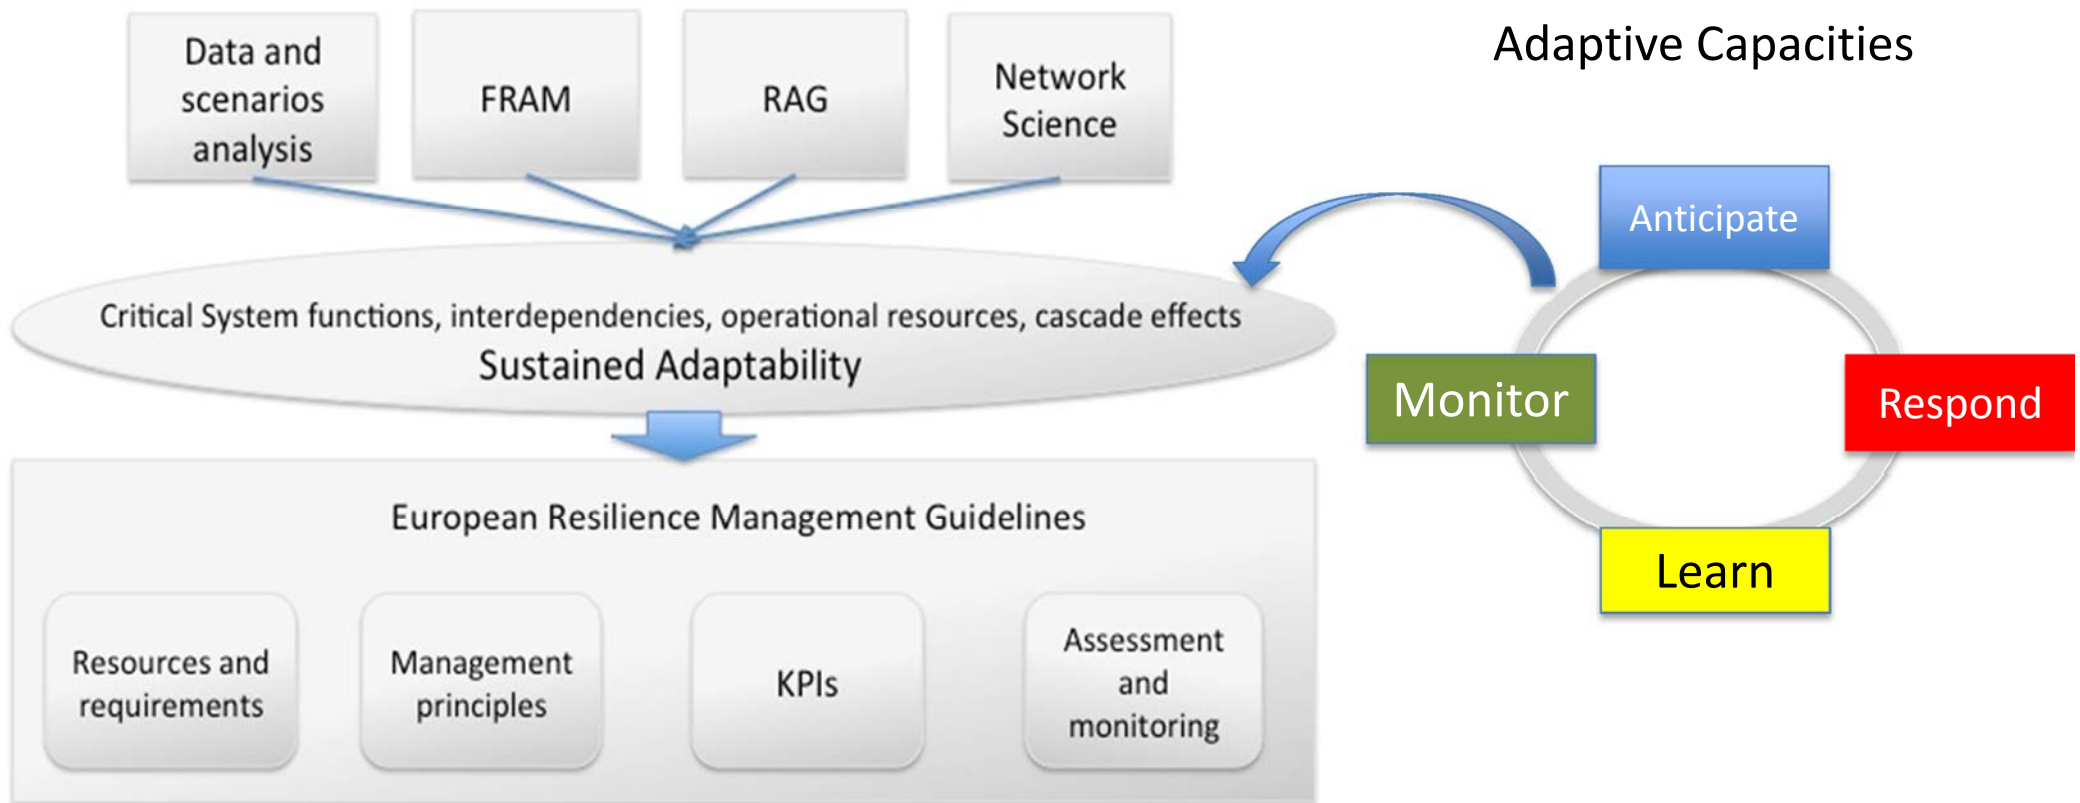 Data and
scenarios
analysis
FRAM
RAG
Network
Science
Adaptive Capacities
Anticipate
Critical System functions, interdependencies, operational resources, cascade effects
Sustained Adaptability
Monitor
Respond
Learn
European Resilience Management Guidelines
Resources and
requirements
Management
principles
KPIs
Assessment
and
monitoring